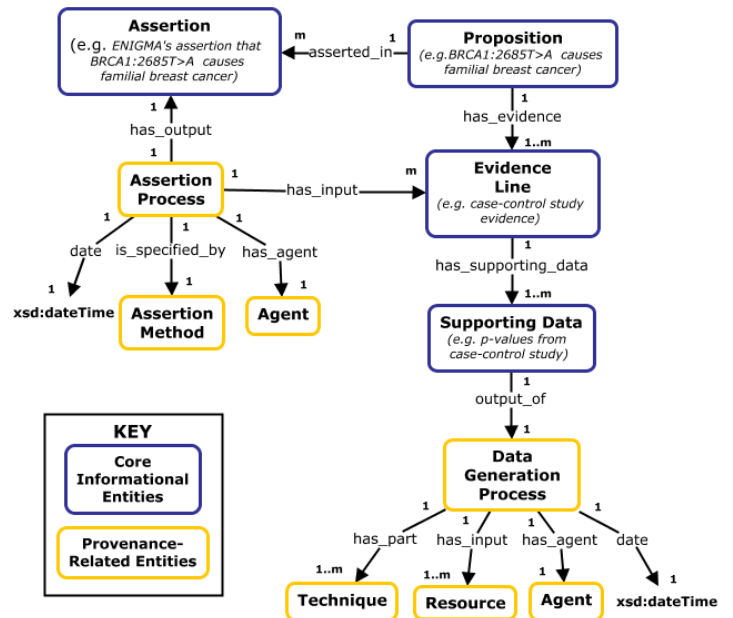 Assertion
(e.g. ENIGMA's assertion that
BRCA1:2685T>A causes
familial breast cancer)
m
asserted_in
1
Proposition
(e.g.BRCA1:2685T>A causes
familial breast cancer)
1
has_output
1
1
has_evidence
1..m
Assertion
Process
1
has_input
m
Evidence
Line
(e.g. case-control study
evidence)
1
date
1
xsd:dateTime
1
is_specified_by
1
Assertion
Method
1
has_agent
1
Agent
1
has_supporting_data
1..m
Supporting Data
(e.g. p-values from
case-control study)
1
output_of
1
Data
Generation
Process
1
has_part
1..m
Technique
1
has_input
1..m
Resource
1
has_agent
1
Agent
1
date
1
xsd:dateTime
KEY
Core
Informational
Entities
Provenance-
Related Entities